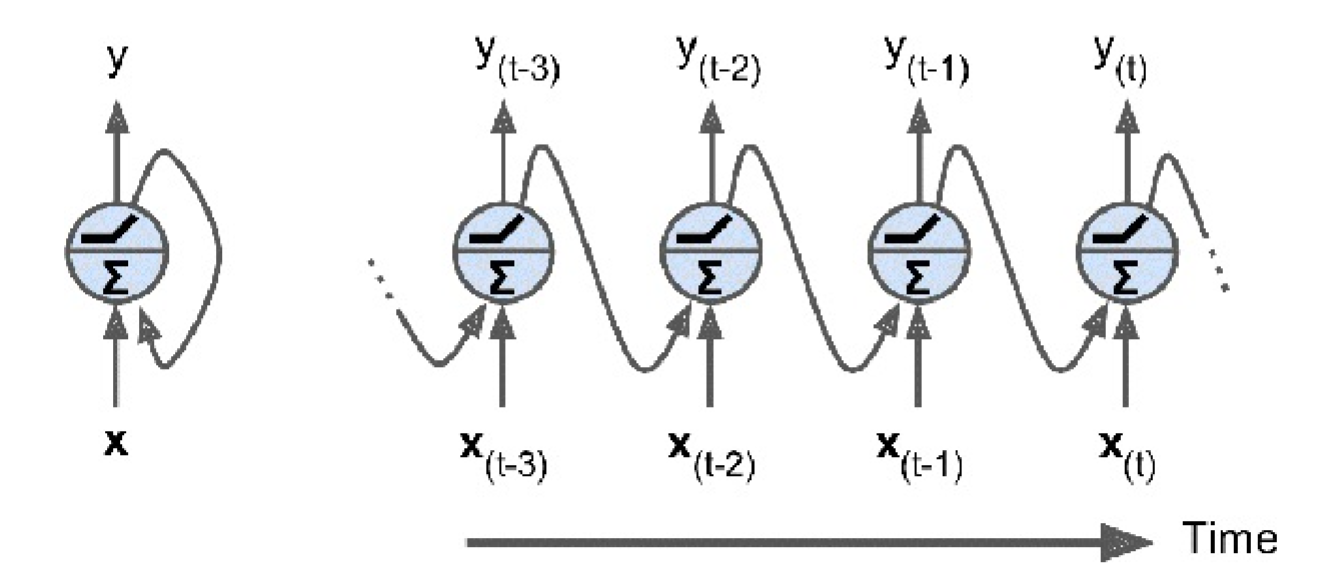 y y(t-3) y(t-2) y(t-1) y(t)
Σ Σ Σ Σ Σ
x x(t-3) x(t-2) x(t-1) x(t)
Time